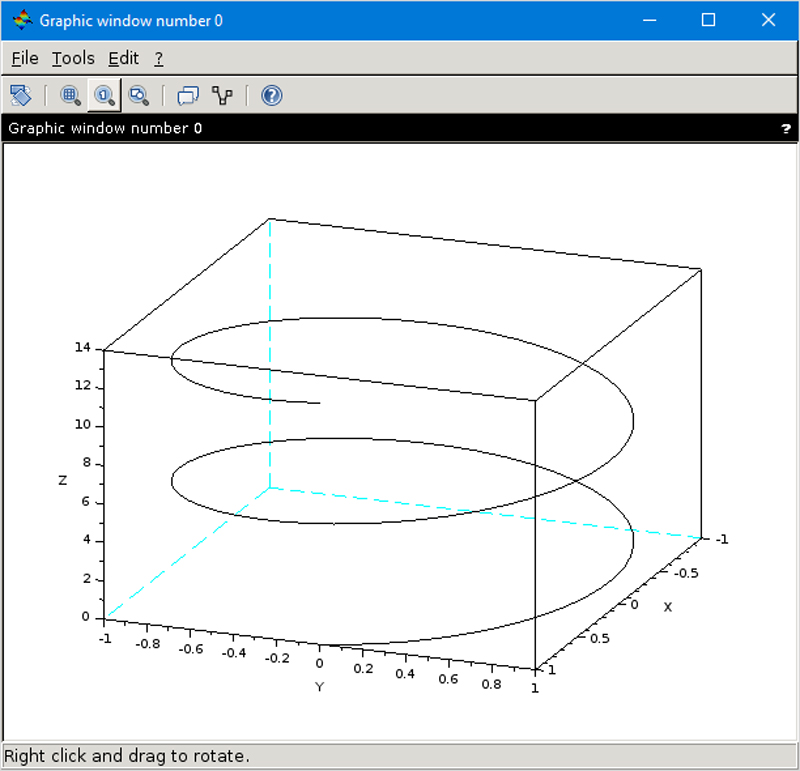 Graphic window number 0
File Tools Edit ?
Graphic window number 0 ?
14
12
10
8
Z
6
4
2
0
-1 -0.8 -0.6 -0.4 -0.2 0 0.2 0.4 0.6 0.8 1
Y
-1
-0.5
0
X
0.5
1
Right click and drag to rotate.